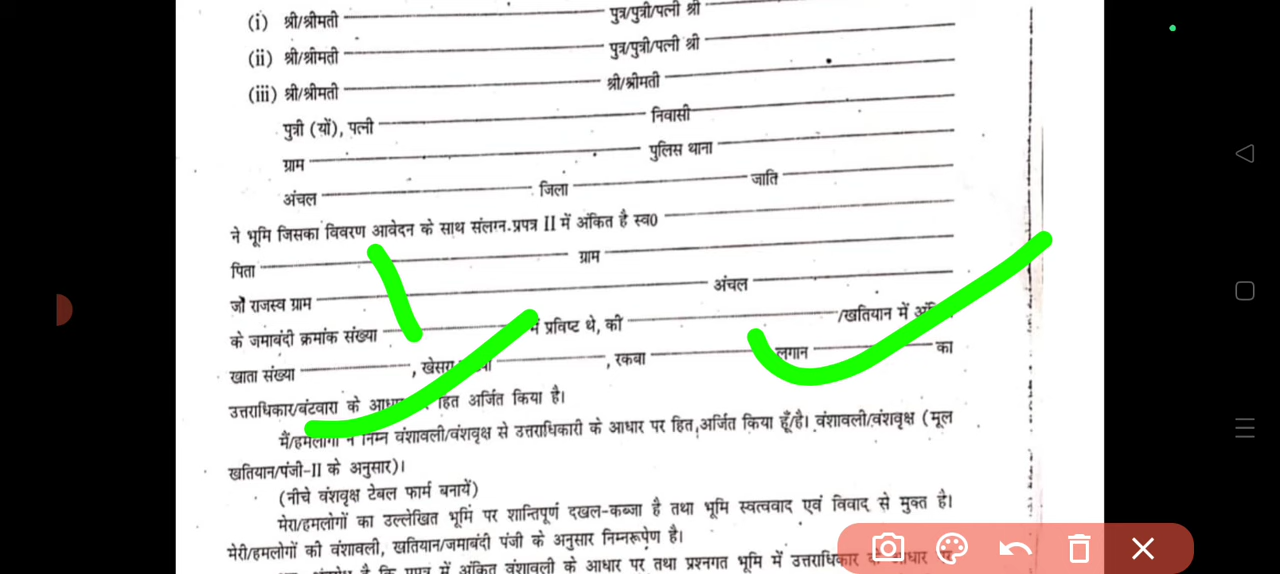 (i) श्री/श्रीमती पुत्र/पुत्री/पत्नी श्री
(ii) श्री/श्रीमती पुत्र/पुत्री/पत्नी श्री
(iii) श्री/श्रीमती श्री/श्रीमती
पुत्री (यों), पत्नी निवासी
ग्राम पुलिस थाना
अंचल जिला जाति
ने भूमि जिसका विवरण आवेदन के साथ संलग्न प्रपत्र II में अंकित है स्व0
पिता ग्राम
जो राजस्व ग्राम अंचल
के जमाबंदी क्रमांक संख्या में प्रविष्ट थे, की /खतियान में
खाता संख्या , खेसरा , रकबा लगान का
उत्तराधिकार/बंटवारा के हित अर्जित किया है।
मैं/हमलोगों ने निम्न वंशावली/वंशवृक्ष से उत्तराधिकारी के आधार पर हित अर्जित किया हूँ/है। वंशावली/वंशवृक्ष (मूल
खतियान/पंजी-II के अनुसार)।
(नीचे वंशवृक्ष टेबल फार्म बनायें)
मेरा/हमलोगों का उल्लेखित भूमि पर शान्तिपूर्ण दखल-कब्जा है तथा भूमि स्वत्ववाद एवं विवाद से मुक्त है।
मेरी/हमलोगों की वंशावली, खतियान/जमाबंदी पंजी के अनुसार निम्नरूपेण है।
है कि प्रपत्र में अंकित वंशावली के आधार पर तथा प्रश्नगत भूमि में उत्तराधिकार के आधार पर